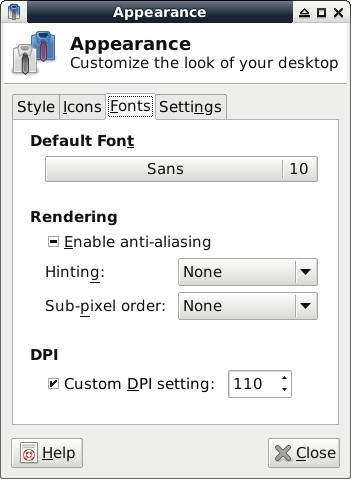 Appearance
Appearance
Customize the look of your desktop
Style Icons Fonts Settings
Default Font
Sans 10
Rendering
Enable anti-aliasing
Hinting: None
Sub-pixel order: None
DPI
Custom DPI setting: 110
Help Close